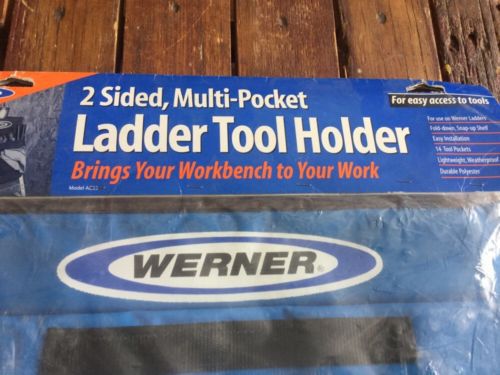 2 Sided, Multi-Pocket
Ladder Tool Holder
Brings Your Workbench to Your Work
For easy access to tools
For use on Werner Ladders
Fold-down, Snap-up Shelf
Easy Installation
14 Tool Pockets
Lightweight, Weatherproof
Durable Polyester
WERNER®